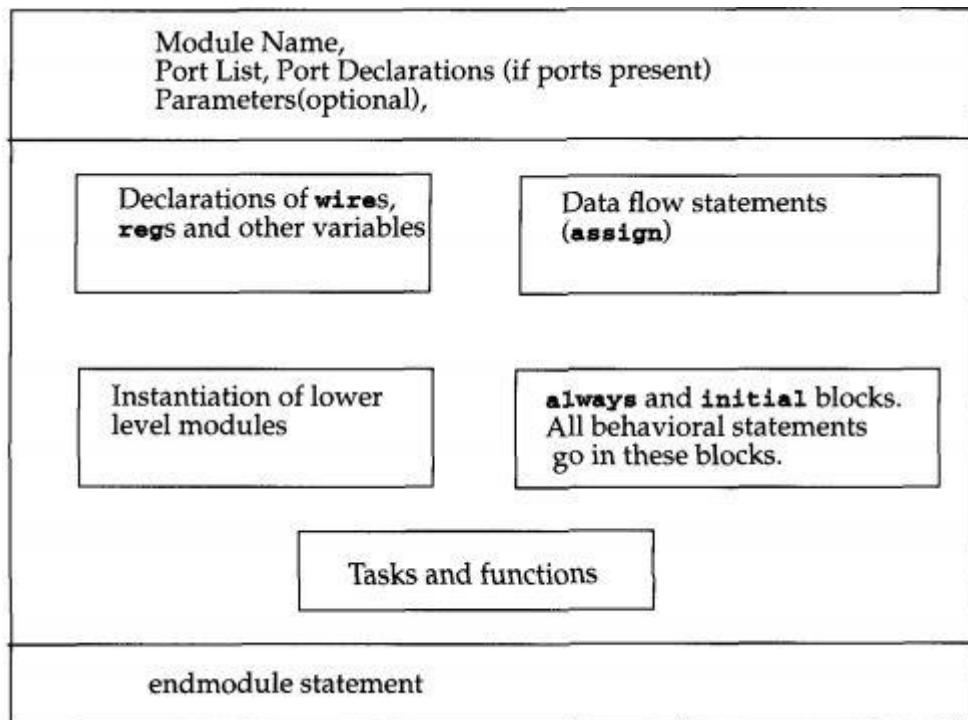 Module Name,
Port List, Port Declarations (if ports present)
Parameters(optional),
Declarations of wires,
regs and other variables
Data flow statements
(assign)
Instantiation of lower
level modules
always and initial blocks.
All behavioral statements
go in these blocks.
Tasks and functions
endmodule statement